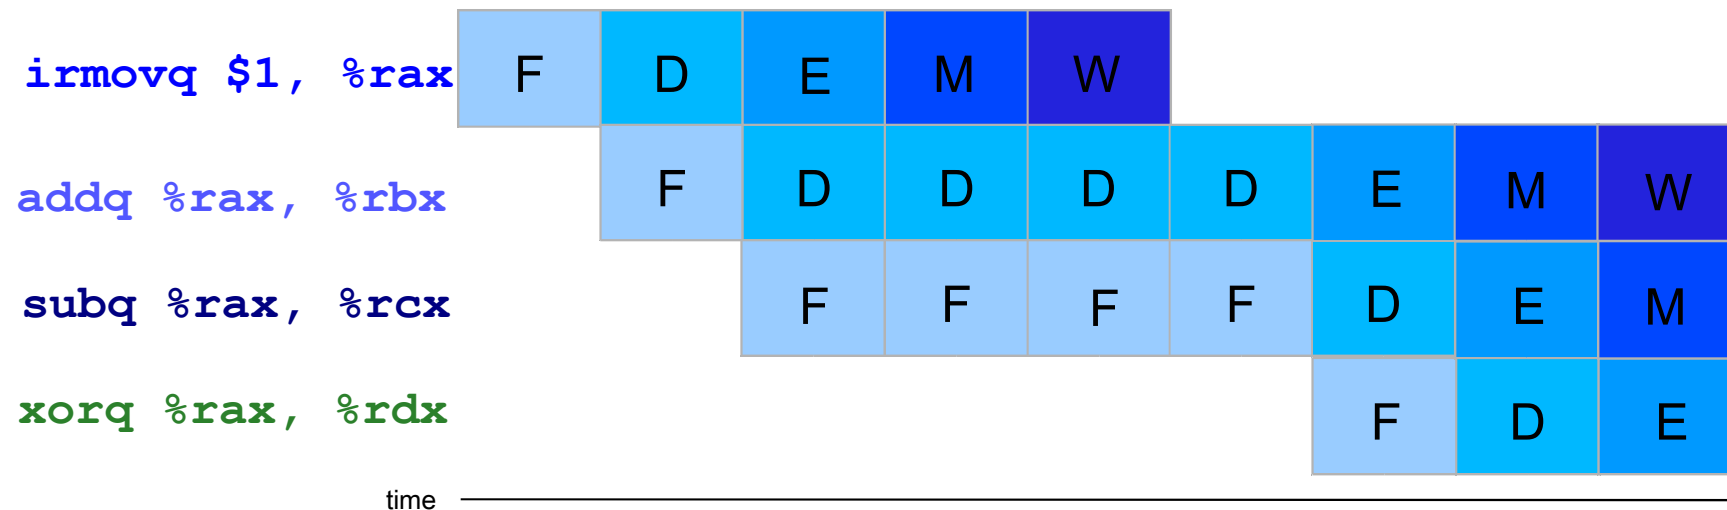 irmovq $1, %rax F D E M W
addq %rax, %rbx F D D D D E M W
subq %rax, %rcx F F F F D E M
xorq %rax, %rdx F D E
time